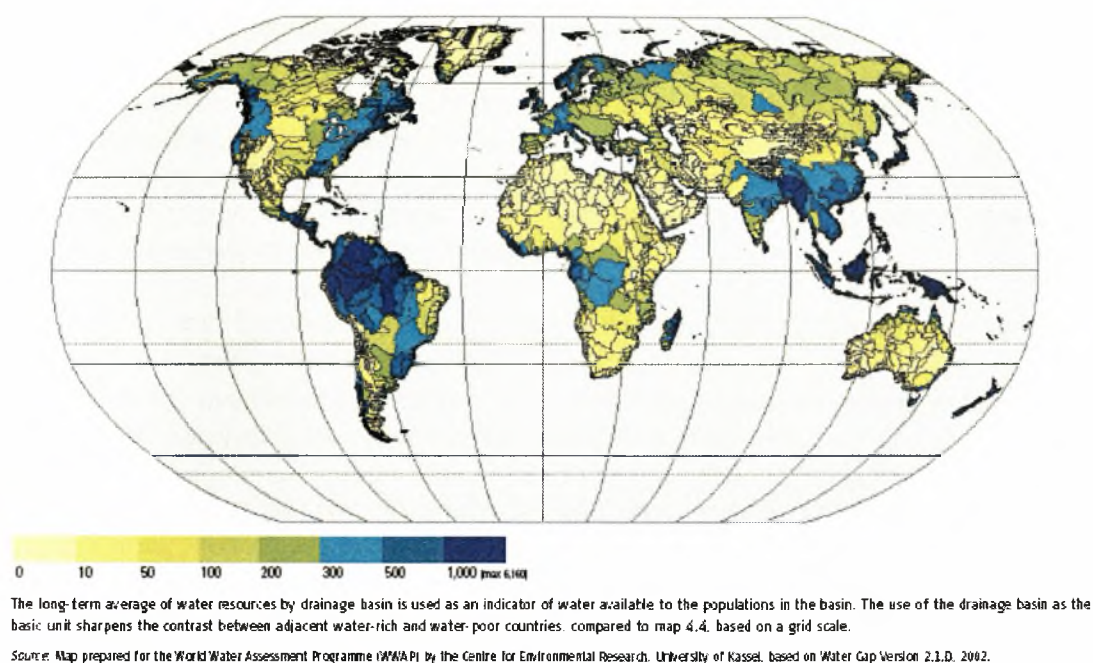 0 10 50 100 200 300 500 1,000 (max 6,160)
The long-term average of water resources by drainage basin is used as an indicator of water available to the populations in the basin. The use of the drainage basin as the
basic unit sharpens the contrast between adjacent water-rich and water-poor countries, compared to map 4.4, based on a grid scale.
Source: Map prepared for the World Water Assessment Programme (WWAP) by the Centre for Environmental Research, University of Kassel, based on Water Gap Version 2.1.D, 2002.